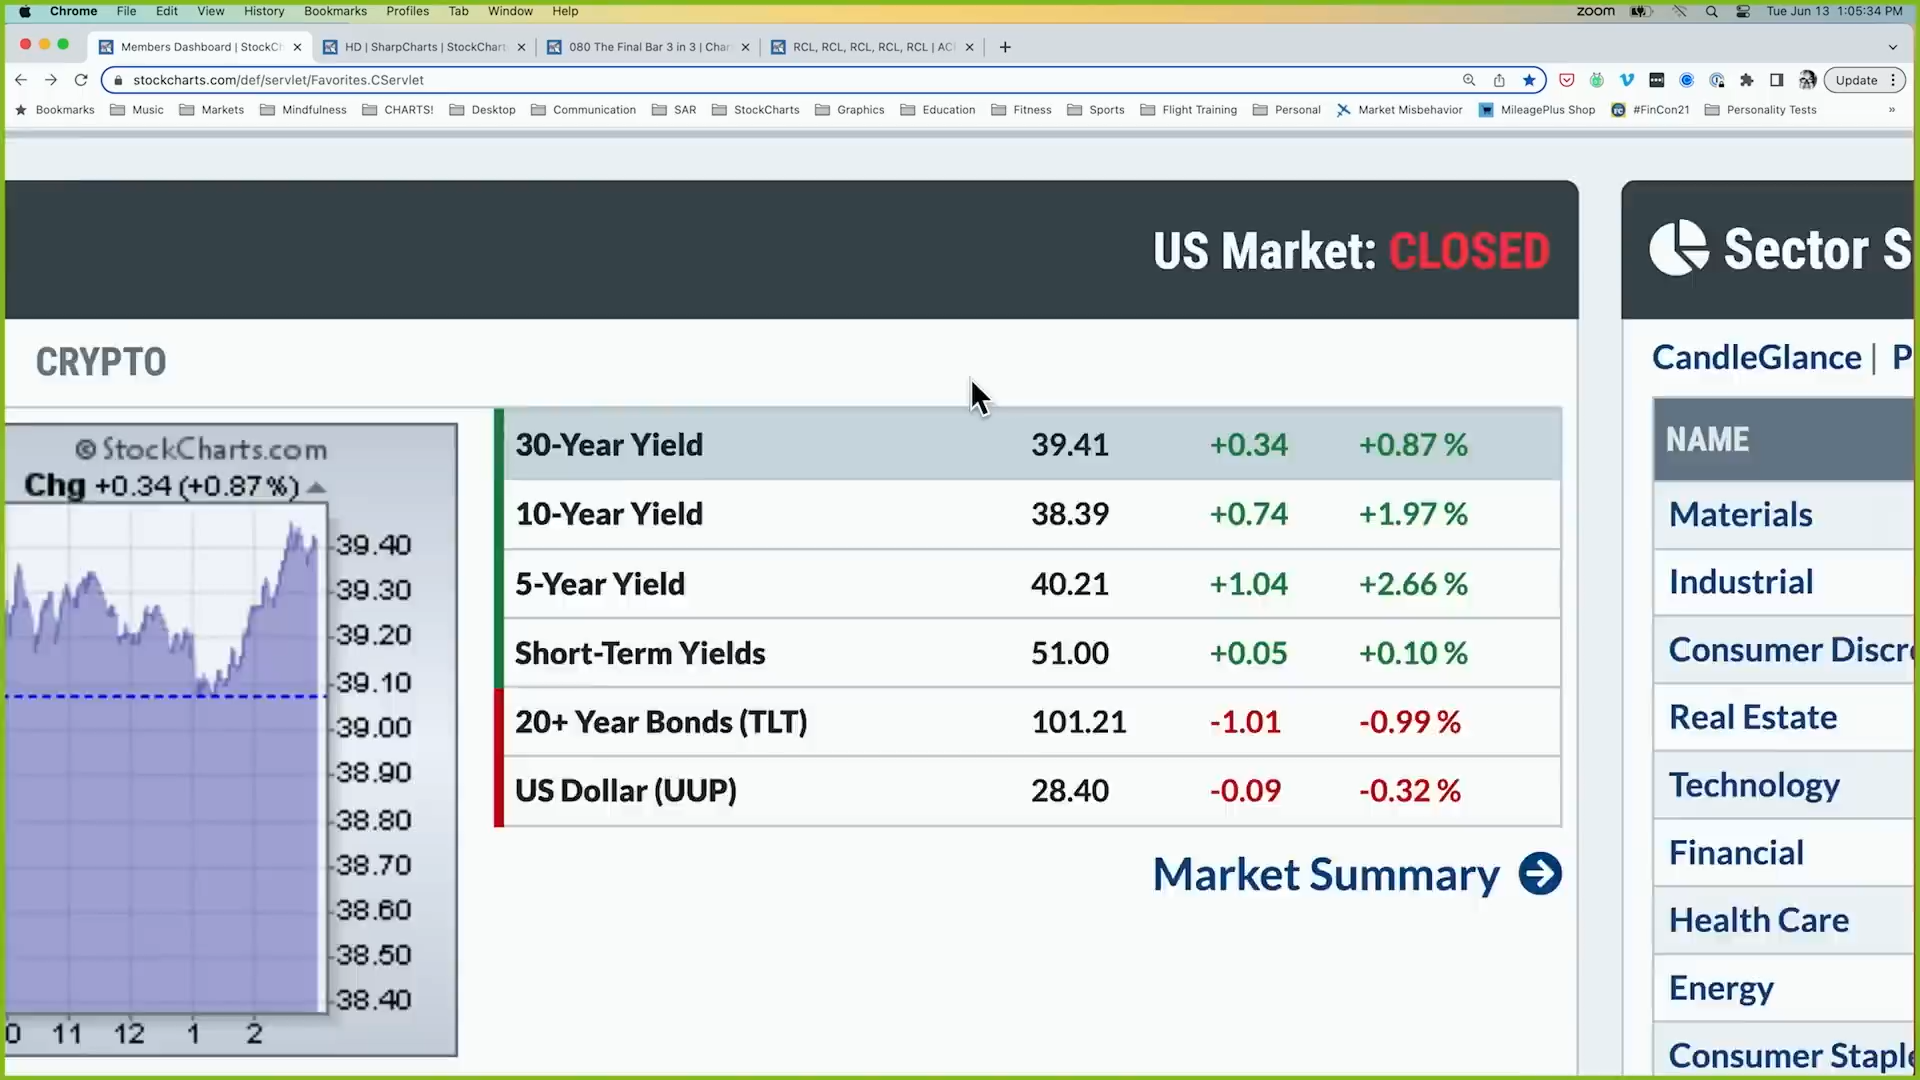 Chrome File Edit View History Bookmarks Profiles Tab Window Help zoom Tue Jun 13 1:05:34 PM
Members Dashboard | StockCh HD | SharpCharts | StockChart 080 The Final Bar 3 in 3 | Char RCL, RCL, RCL, RCL, RCL | AC
stockcharts.com/def/servlet/Favorites.CServlet Update
Bookmarks Music Markets Mindfulness CHARTS! Desktop Communication SAR StockCharts Graphics Education Fitness Sports Flight Training Personal Market Misbehavior MileagePlus Shop #FinCon21 Personality Tests »
US Market: CLOSED
Sector S
CRYPTO
CandleGlance | P
© StockCharts.com
Chg +0.34 (+0.87%)
39.40
39.30
39.20
39.10
39.00
38.90
38.80
38.70
38.60
38.50
38.40
0 11 12 1 2
30-Year Yield 39.41 +0.34 +0.87 %
10-Year Yield 38.39 +0.74 +1.97 %
5-Year Yield 40.21 +1.04 +2.66 %
Short-Term Yields 51.00 +0.05 +0.10 %
20+ Year Bonds (TLT) 101.21 -1.01 -0.99 %
US Dollar (UUP) 28.40 -0.09 -0.32 %
Market Summary
NAME
Materials
Industrial
Consumer Discre
Real Estate
Technology
Financial
Health Care
Energy
Consumer Staple